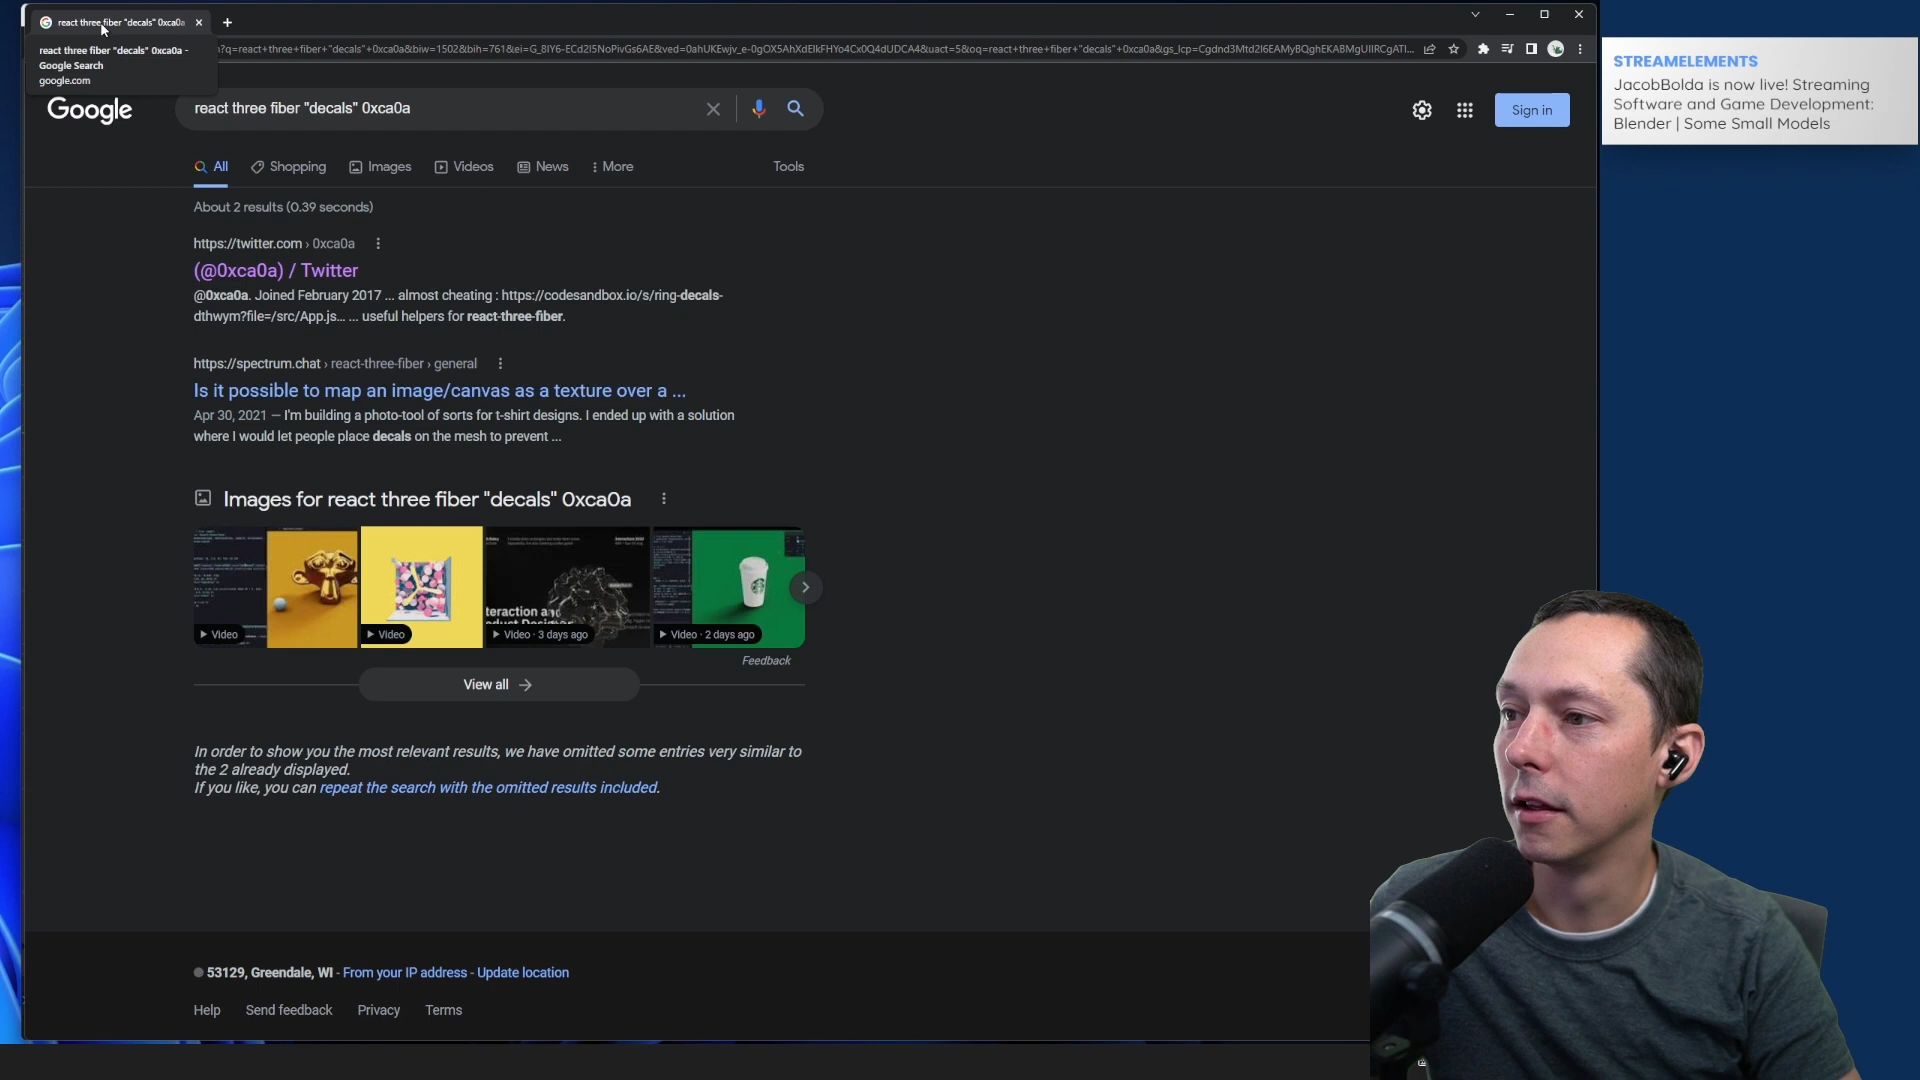 react three fiber "decals" 0xca0a
react three fiber "decals" 0xca0a -
Google Search
google.com
STREAMELEMENTS
JacobBolda is now live! Streaming
Software and Game Development:
Blender | Some Small Models
Google
react three fiber "decals" 0xca0a
Sign in
All
Shopping
Images
Videos
News
More
Tools
About 2 results (0.39 seconds)
https://twitter.com › 0xca0a
(@0xca0a) / Twitter
@0xca0a. Joined February 2017 ... almost cheating : https://codesandbox.io/s/ring-decals-
dthwym?file=/src/App.js… ... useful helpers for react-three-fiber.
https://spectrum.chat › react-three-fiber › general
Is it possible to map an image/canvas as a texture over a ...
Apr 30, 2021 — I'm building a photo-tool of sorts for t-shirt designs. I ended up with a solution
where I would let people place decals on the mesh to prevent ...
Images for react three fiber "decals" 0xca0a
teraction and
Video
Video
Video · 3 days ago
Video · 2 days ago
Feedback
View all
In order to show you the most relevant results, we have omitted some entries very similar to
the 2 already displayed.
If you like, you can repeat the search with the omitted results included.
53129, Greendale, WI - From your IP address - Update location
Help
Send feedback
Privacy
Terms